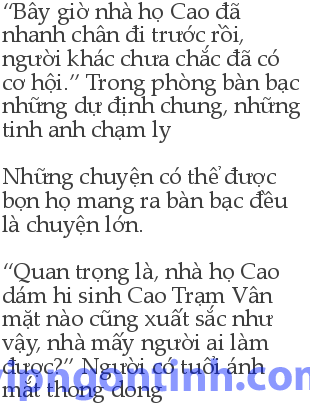 “Bây giờ nhà họ Cao đã
nhanh chân đi trước rồi,
người khác chưa chắc đã có
cơ hội.” Trong phòng bàn bạc
những dự định chung, những
tinh anh chạm ly
Những chuyện có thể được
bọn họ mang ra bàn bạc đều
là chuyện lớn.
“Quan trọng là, nhà họ Cao
dám hi sinh Cao Trạm Vân
mặt nào cũng xuất sắc như
vậy, nhà mấy người ai làm
được?” Người có tuổi ánh
mắt thong dong
vipngontinh.com